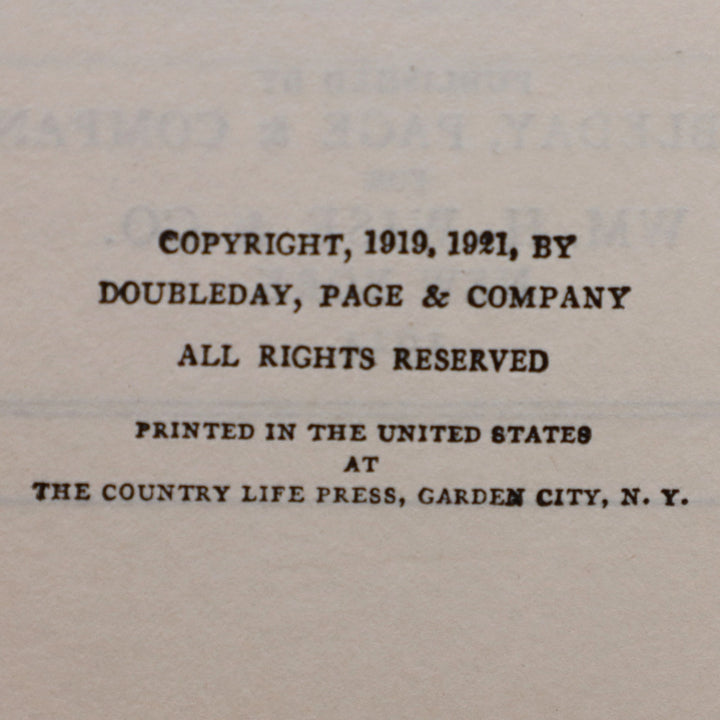 COPYRIGHT, 1919, 1921, BY
DOUBLEDAY, PAGE & COMPANY
ALL RIGHTS RESERVED
PRINTED IN THE UNITED STATES
AT
THE COUNTRY LIFE PRESS, GARDEN CITY, N. Y.